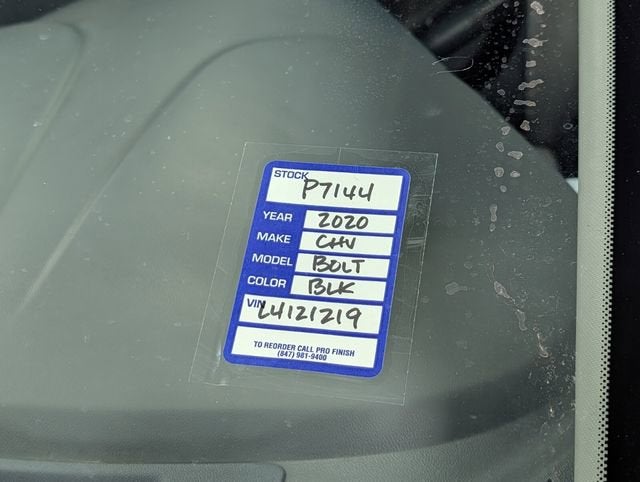 STOCK P7144
YEAR 2020
MAKE CHV
MODEL BOLT
COLOR BLK
VIN L4121219
TO REORDER CALL PRO FINISH
(847) 981-9400